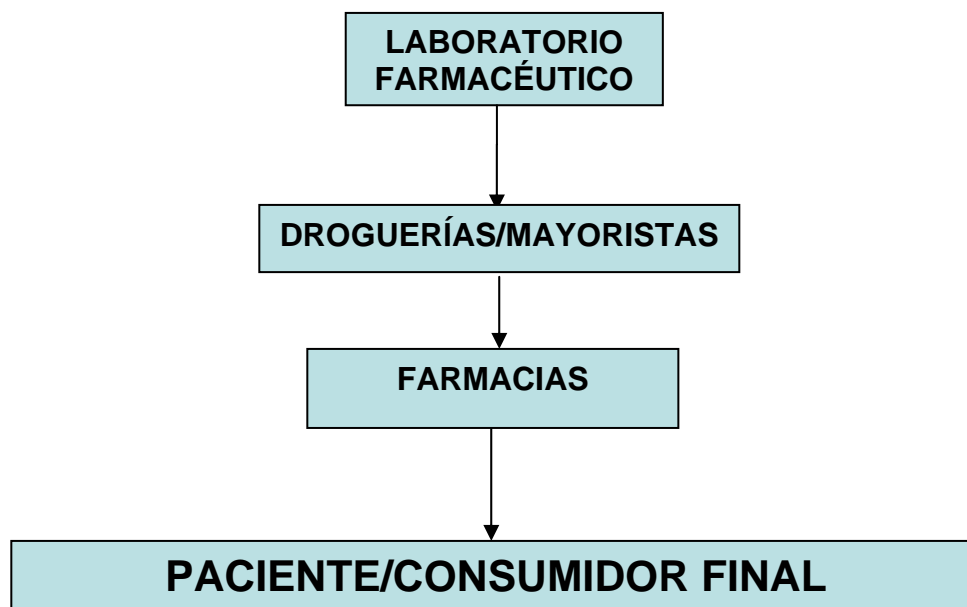 LABORATORIO
FARMACÉUTICO
DROGUERÍAS/MAYORISTAS
FARMACIAS
PACIENTE/CONSUMIDOR FINAL